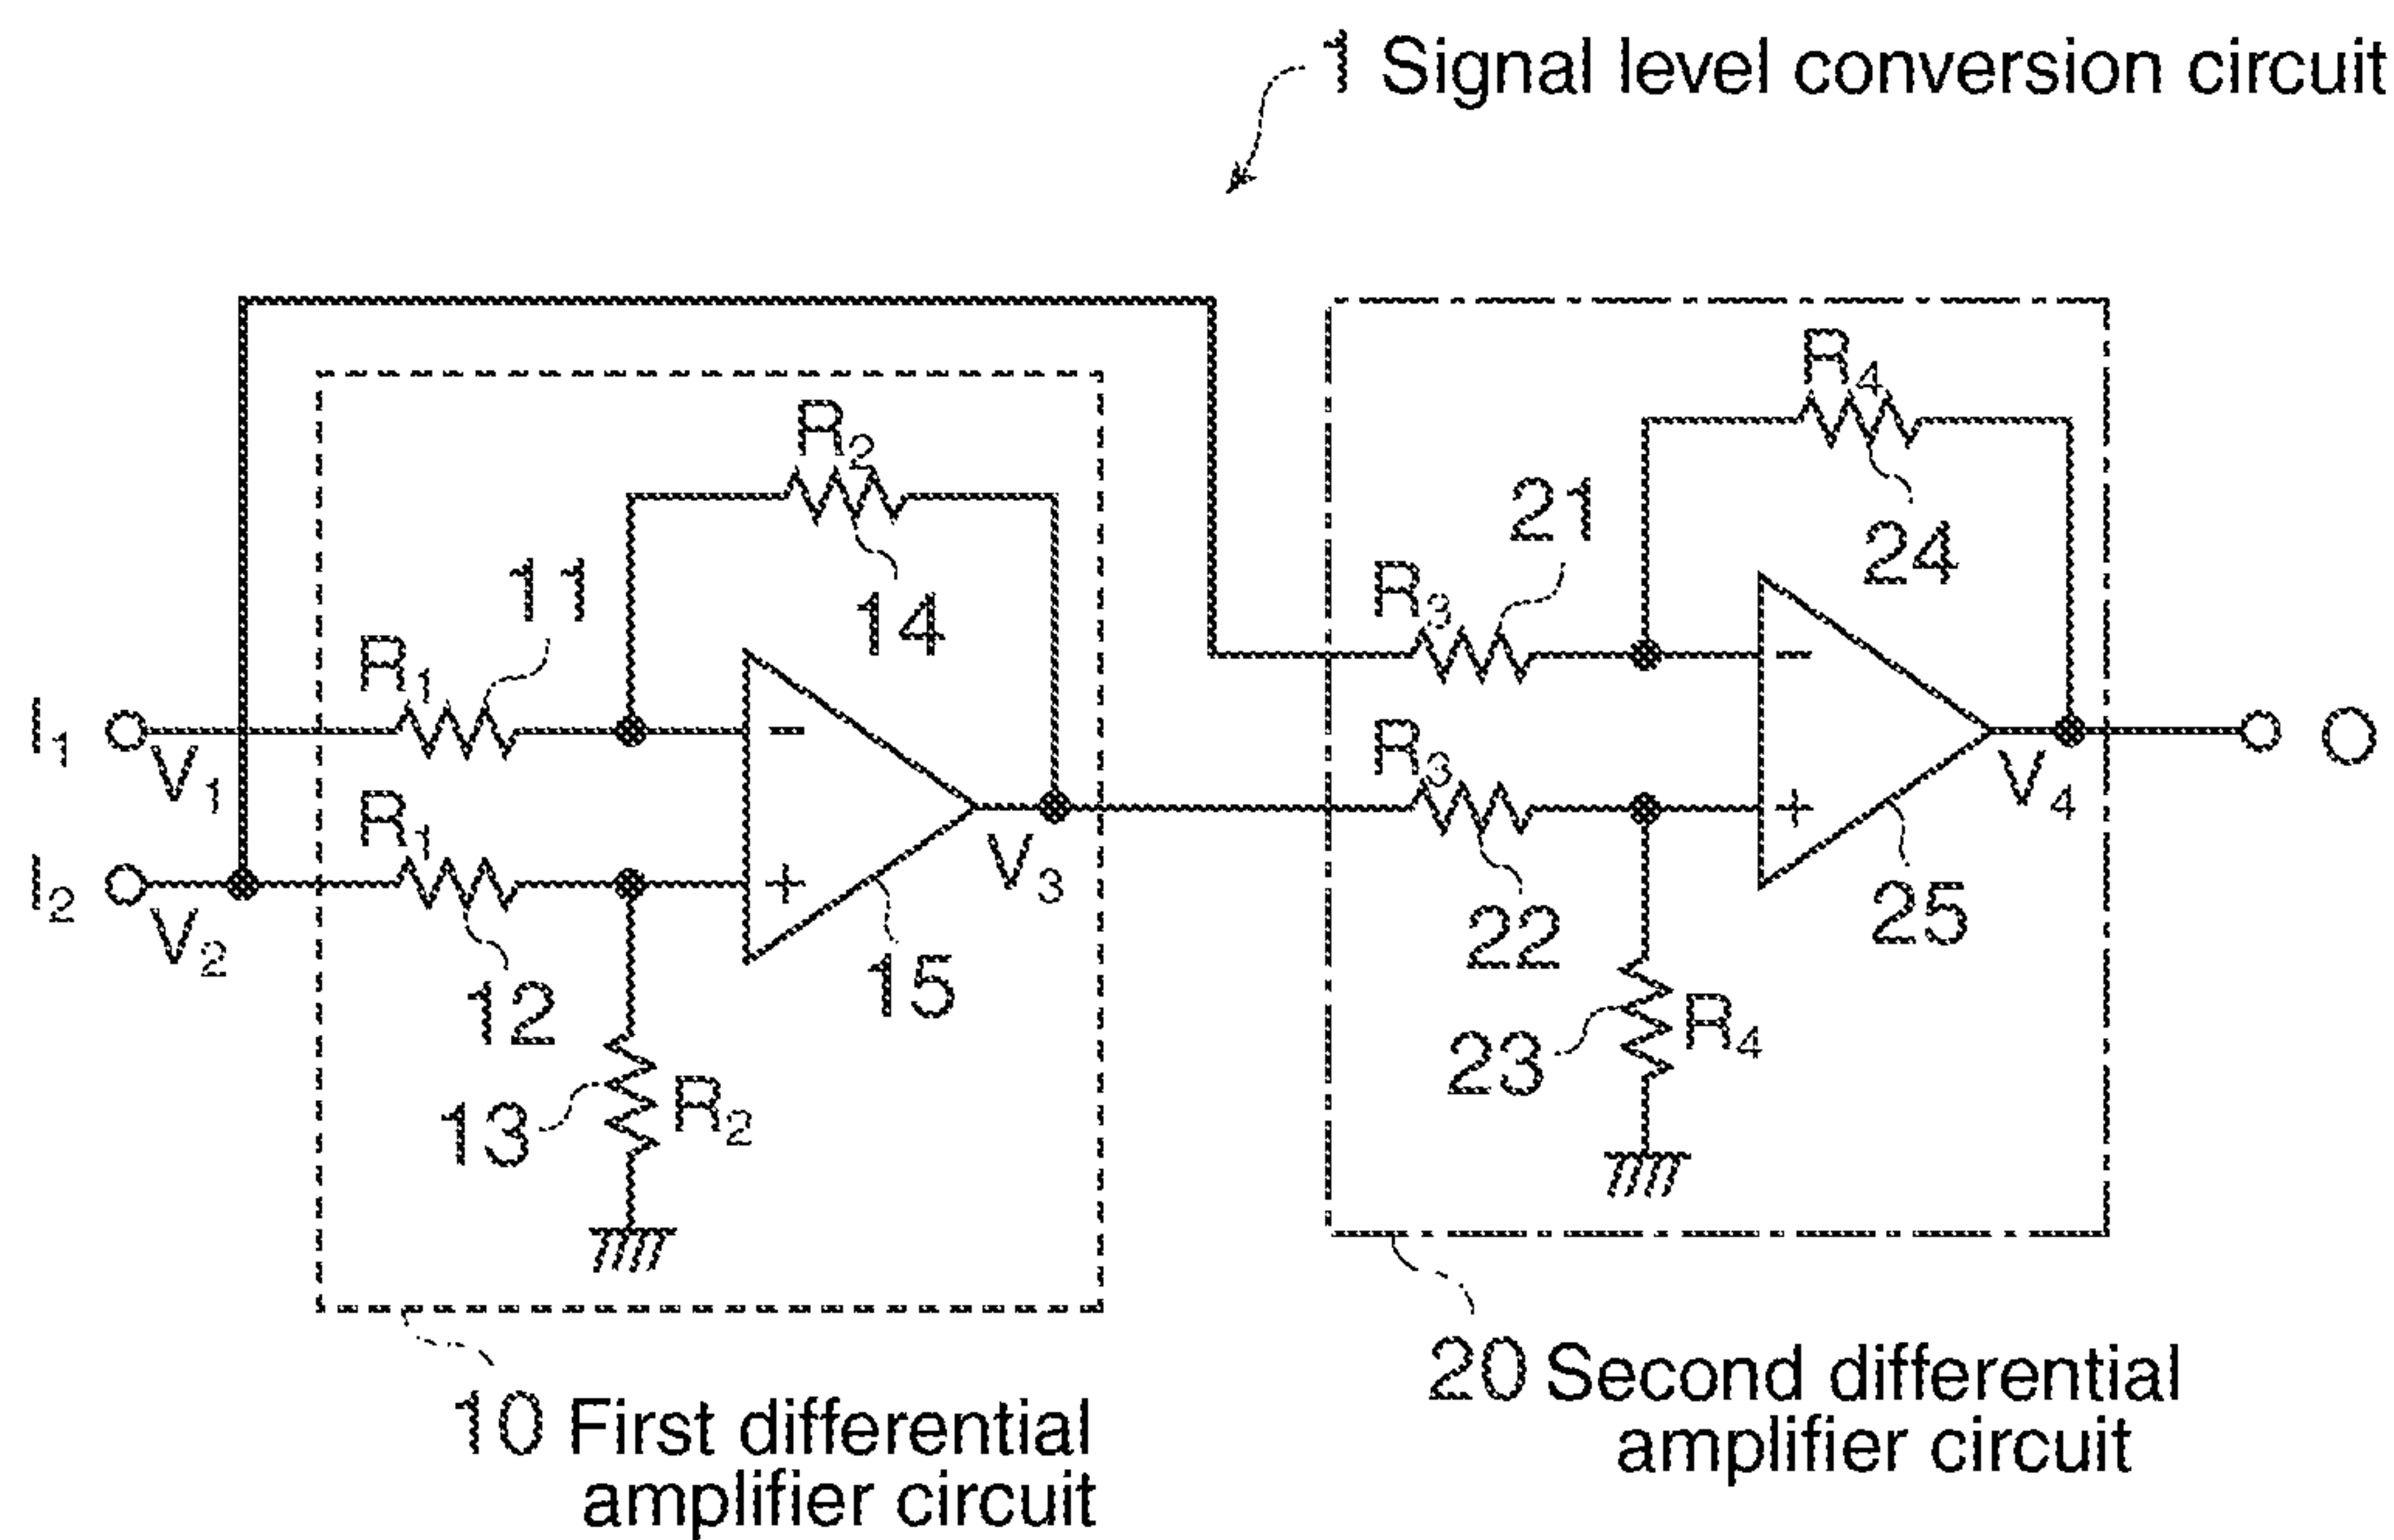 1 Signal level conversion circuit
R4
R2
21
24
R3
11
14
R1
−
I1
V1
−
R3
O
V4
R1
+
V3
I2
V2
+
22
25
12
15
23
R4
13
R2
20 Second differential
amplifier circuit
10 First differential
amplifier circuit